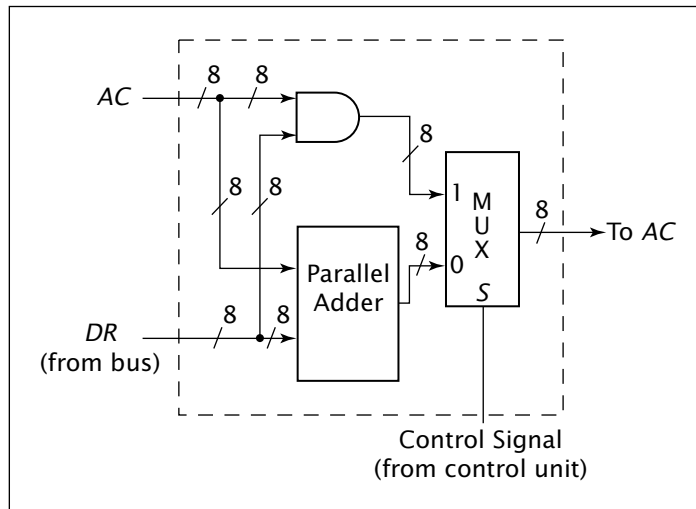 8
8
AC
8
8
8
1
M
U
X
8
To AC
8
0
Parallel
Adder
S
DR
(from bus)
8
8
Control Signal
(from control unit)